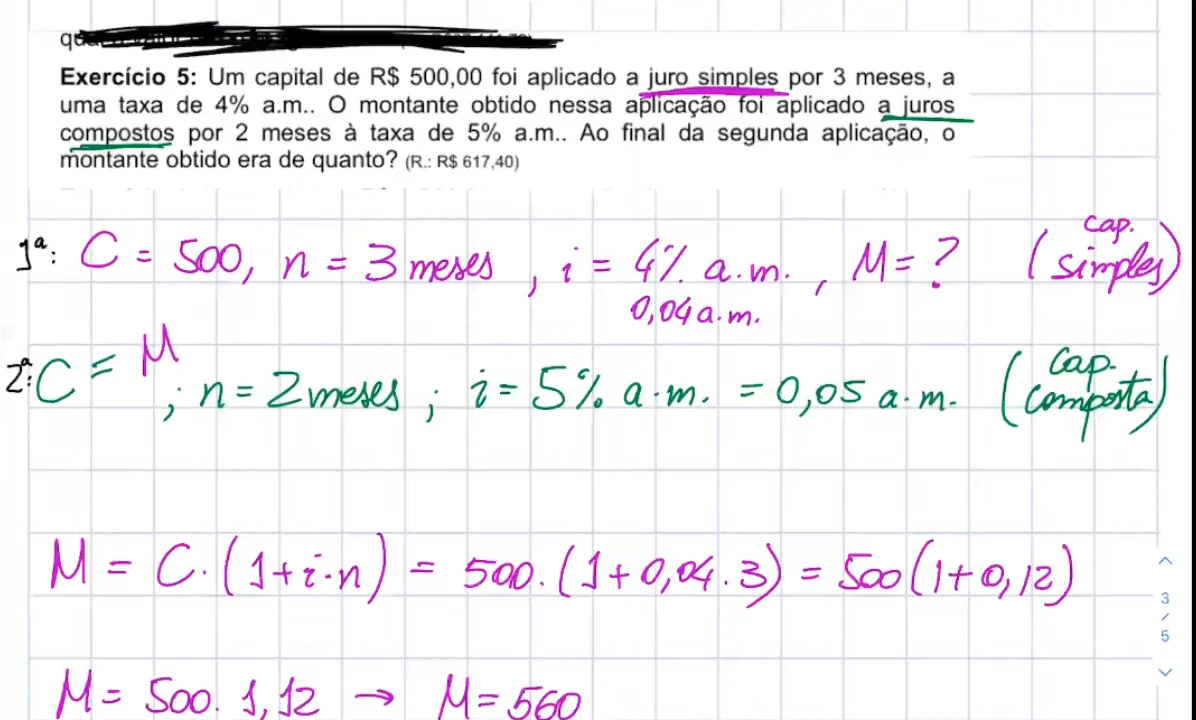 Exercício 5: Um capital de R$ 500,00 foi aplicado a juro simples por 3 meses, a
uma taxa de 4% a.m.. O montante obtido nessa aplicação foi aplicado a juros
compostos por 2 meses à taxa de 5% a.m.. Ao final da segunda aplicação, o
montante obtido era de quanto? (R.: R$ 617,40)
1ª: C = 500, n = 3 meses, i = 4% a.m., M = ? (cap. simples)
0,04 a.m.
2ª: C = M; n = 2 meses; i = 5% a.m. = 0,05 a.m. (cap. composta)
M = C.(1+i.n) = 500.(1+0,04.3) = 500(1+0,12)
M = 500. 1,12 → M = 560
3
/
5